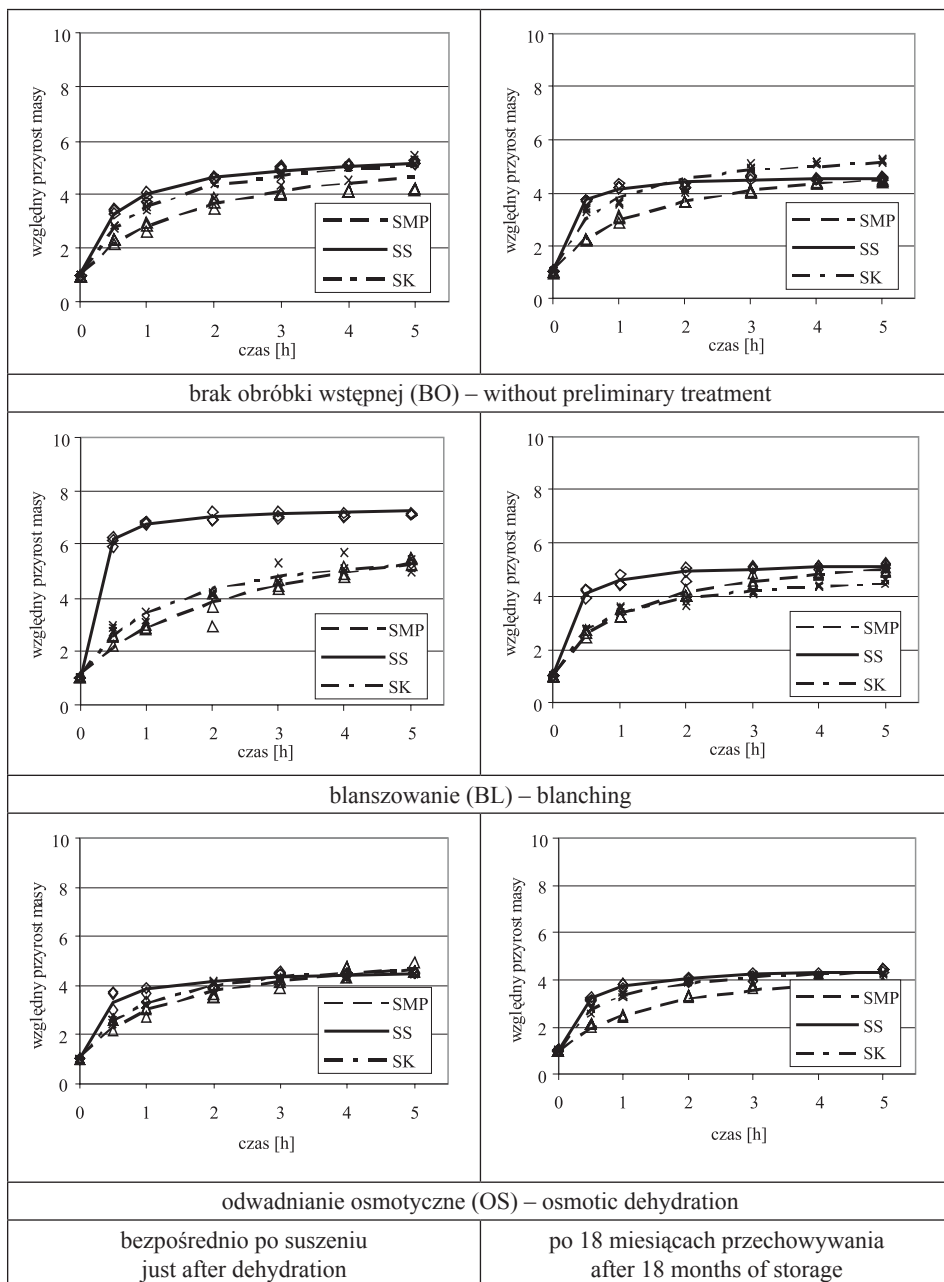 10
8
6
4
2
0
względny przyrost masy
SMP
SS
SK
0 1 2 3 4 5
czas [h]
10
8
6
4
2
0
względny przyrost masy
SMP
SS
SK
0 1 2 3 4 5
czas [h]
brak obróbki wstępnej (BO) – without preliminary treatment
10
8
6
4
2
0
względny przyrost masy
SMP
SS
SK
0 1 2 3 4 5
czas [h]
10
8
6
4
2
0
względny przyrost masy
SMP
SS
SK
0 1 2 3 4 5
czas [h]
blanszowanie (BL) – blanching
10
8
6
4
2
0
względny przyrost masy
SMP
SS
SK
0 1 2 3 4 5
czas [h]
10
8
6
4
2
0
względny przyrost masy
SMP
SS
SK
0 1 2 3 4 5
czas [h]
odwadnianie osmotyczne (OS) – osmotic dehydration
bezpośrednio po suszeniu
just after dehydration
po 18 miesiącach przechowywania
after 18 months of storage